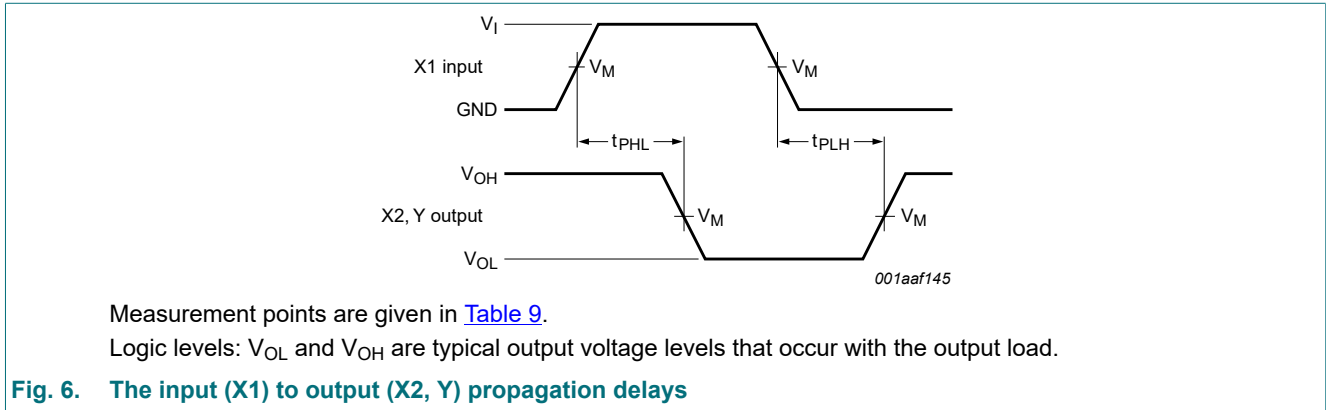 VI
X1 input
VM
VM
GND
tPHL
tPLH
VOH
X2, Y output
VM
VM
VOL
001aaf145
Measurement points are given in Table 9.
Logic levels: VOL and VOH are typical output voltage levels that occur with the output load.
Fig. 6. The input (X1) to output (X2, Y) propagation delays